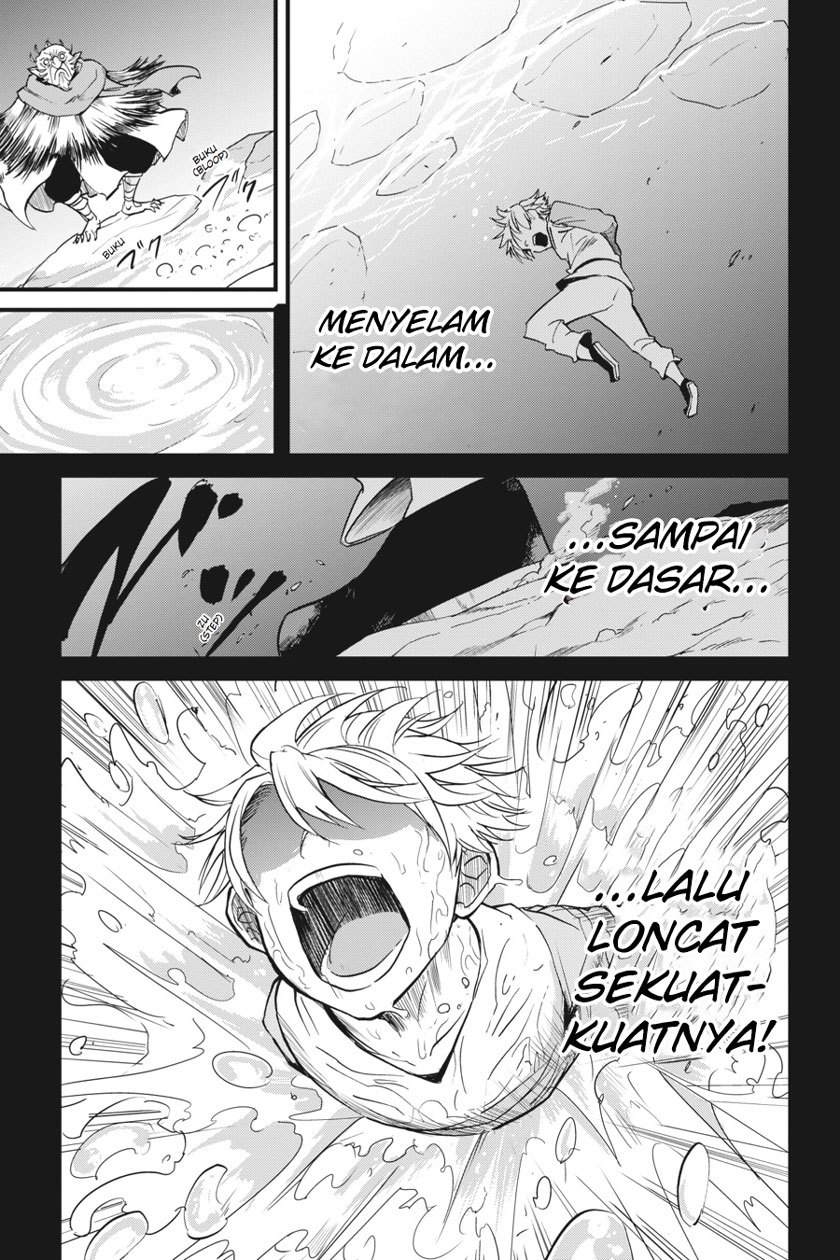 MENYELAM
KE DALAM...
BUKU
(BLOOP)
ブク
BUKU
ブク
...SAMPAI
KE DASAR...
ズ
ZU
(STEP)
...LALU
LONCAT
SEKUAT-
KUATNYA!